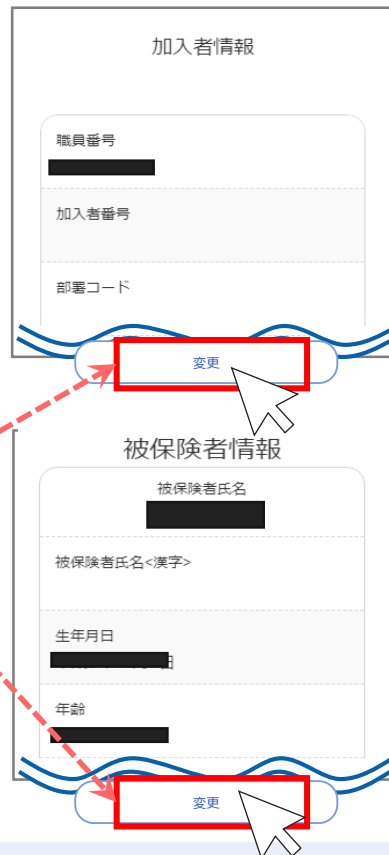 加入者情報
職員番号
加入者番号
部署コード
変更
被保険者情報
被保険者氏名
被保険者氏名<漢字>
生年月日
日
年齢
変更